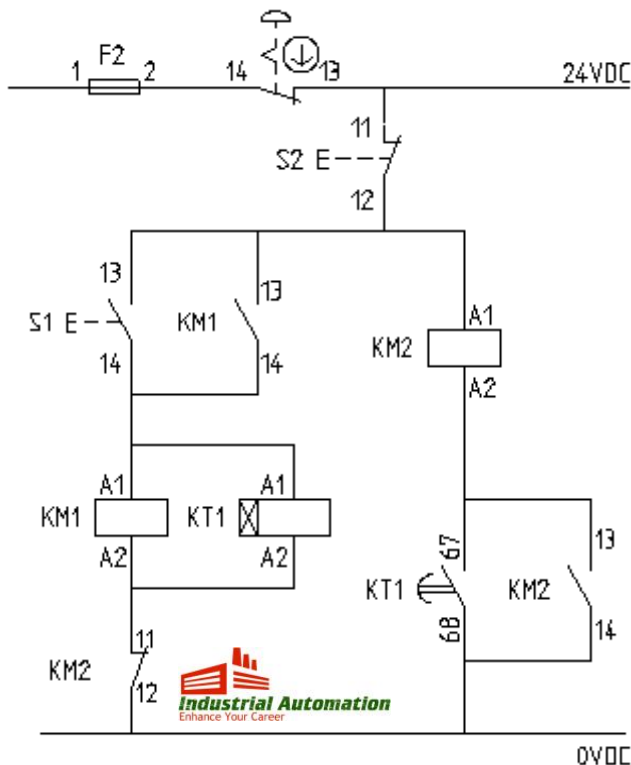 F2
1 2 14 13 24VDC
11
S2 E
12
13 13
S1 E KM1
14 14
A1
KM2
A2
A1 A1
KM1 KT1
A2 A2
67 13
KT1 KM2
68 14
11
KM2
12
Industrial Automation
Enhance Your Career
0VDC